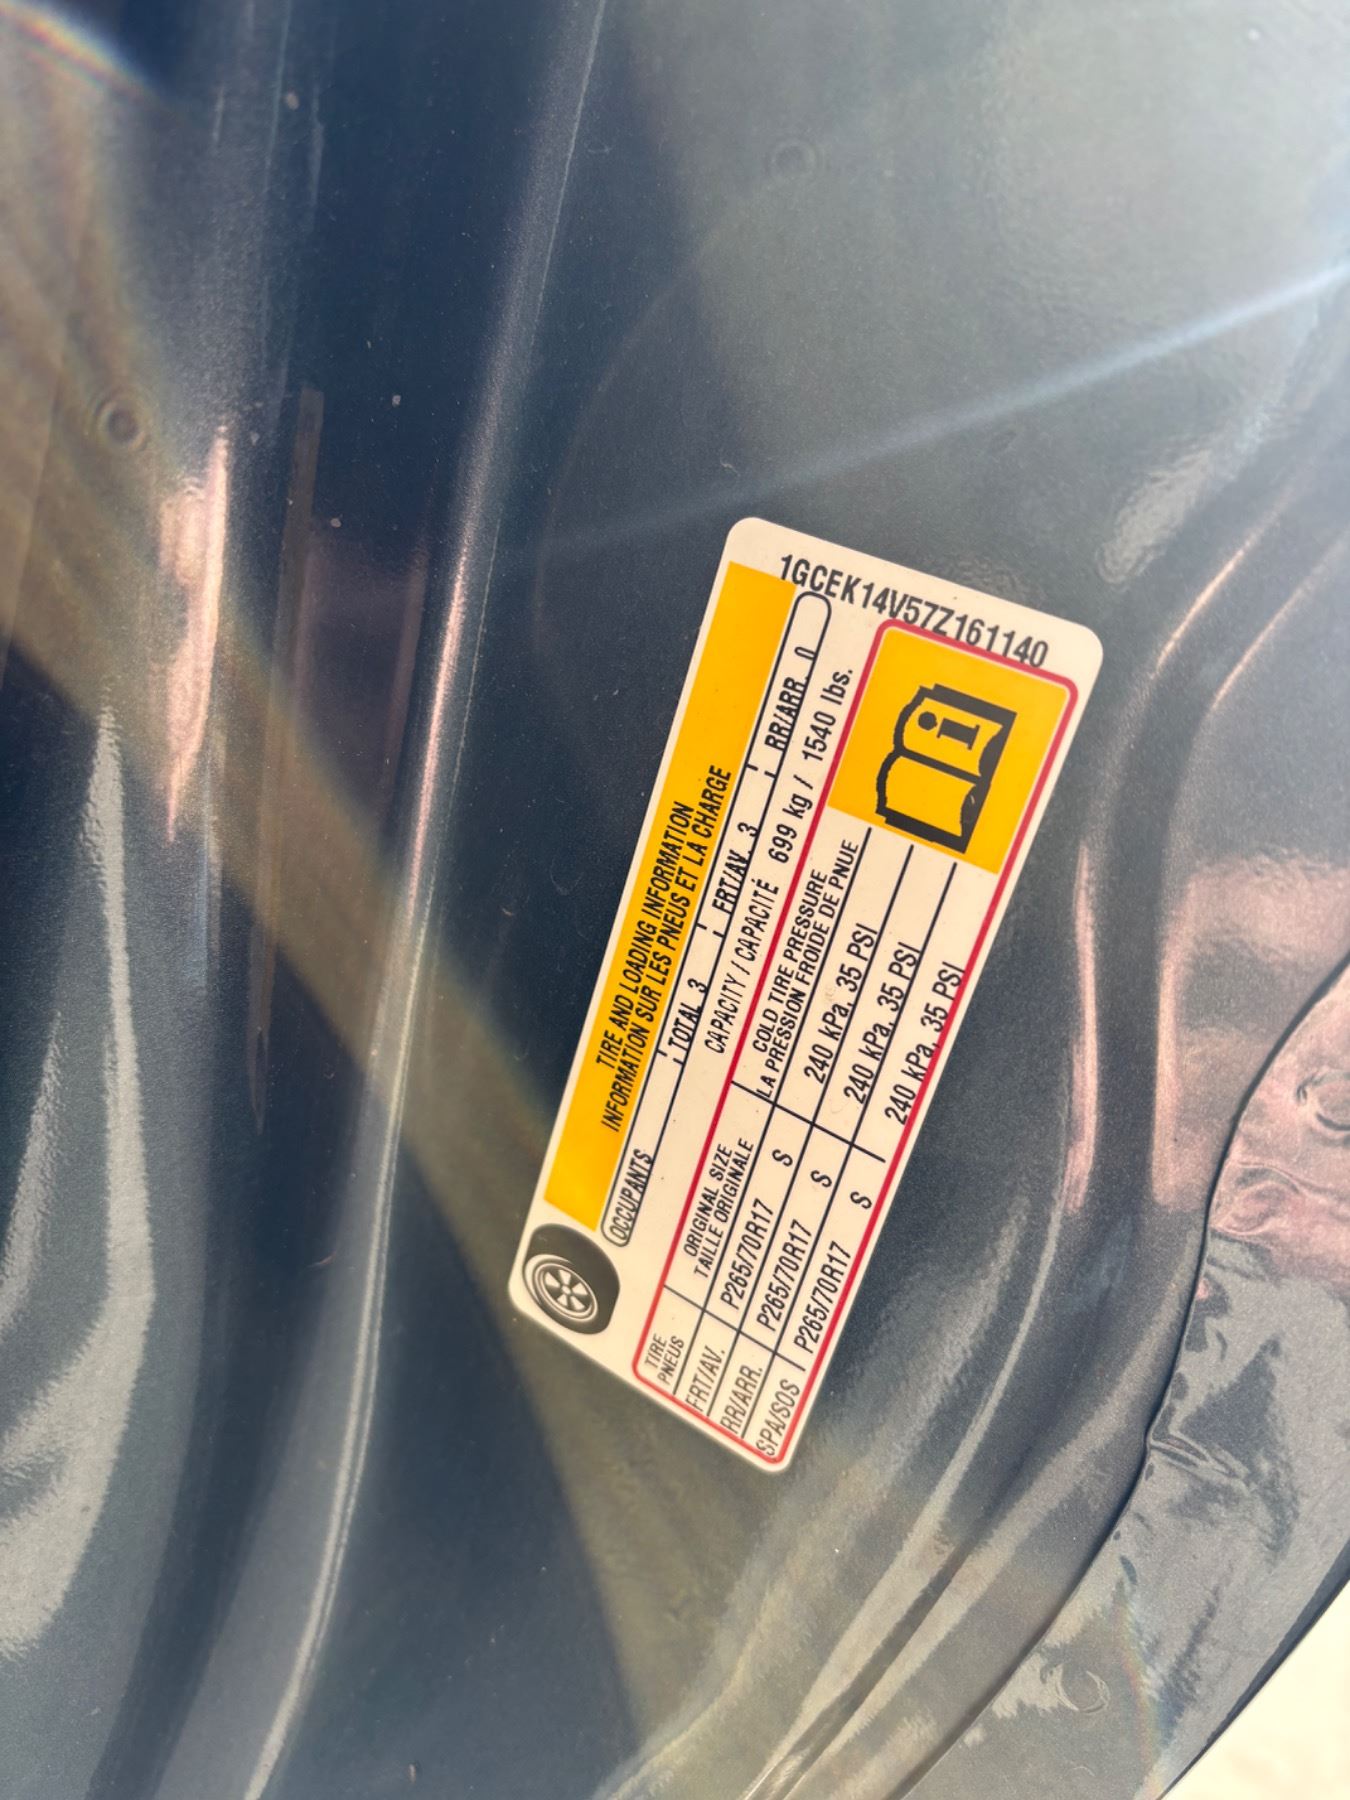 1GCEK14V57Z161140
TIRE AND LOADING INFORMATION
INFORMATION SUR LES PNEUS ET LA CHARGE
OCCUPANTS TOTAL 3 FRT/AV. 3 RR/ARR. 0
CAPACITY / CAPACITÉ 699 kg / 1540 lbs.
TIRE
PNEUS
ORIGINAL SIZE
TAILLE ORIGINALE
COLD TIRE PRESSURE
LA PRESSION FROIDE DE PNUE
FRT/AV. P265/70R17 S 240 kPa, 35 PSI
RR/ARR. P265/70R17 S 240 kPa, 35 PSI
SPA/SOS P265/70R17 S 240 kPa, 35 PSI
i